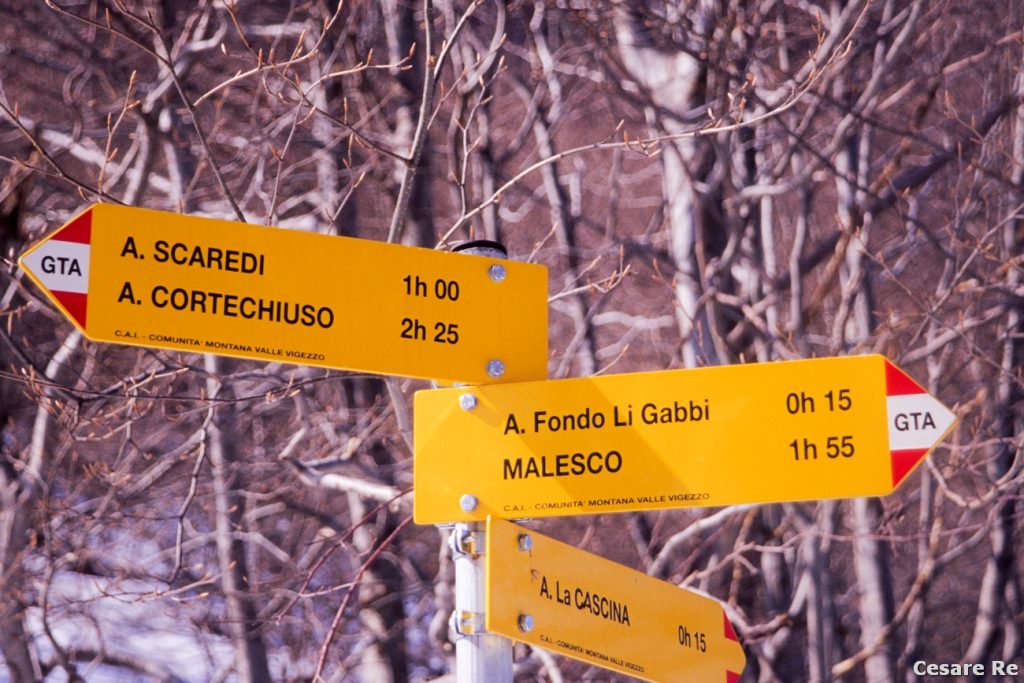 GTA
A. SCAREDI 1h 00
A. CORTECHIUSO 2h 25
C.A.I. - COMUNITA' MONTANA VALLE VIGEZZO
A. Fondo Li Gabbi 0h 15
MALESCO 1h 55
GTA
C.A.I. - COMUNITA' MONTANA VALLE VIGEZZO
A. La CASCINA 0h 15
C.A.I. - COMUNITA' MONTANA VALLE VIGEZZO
Cesare Re